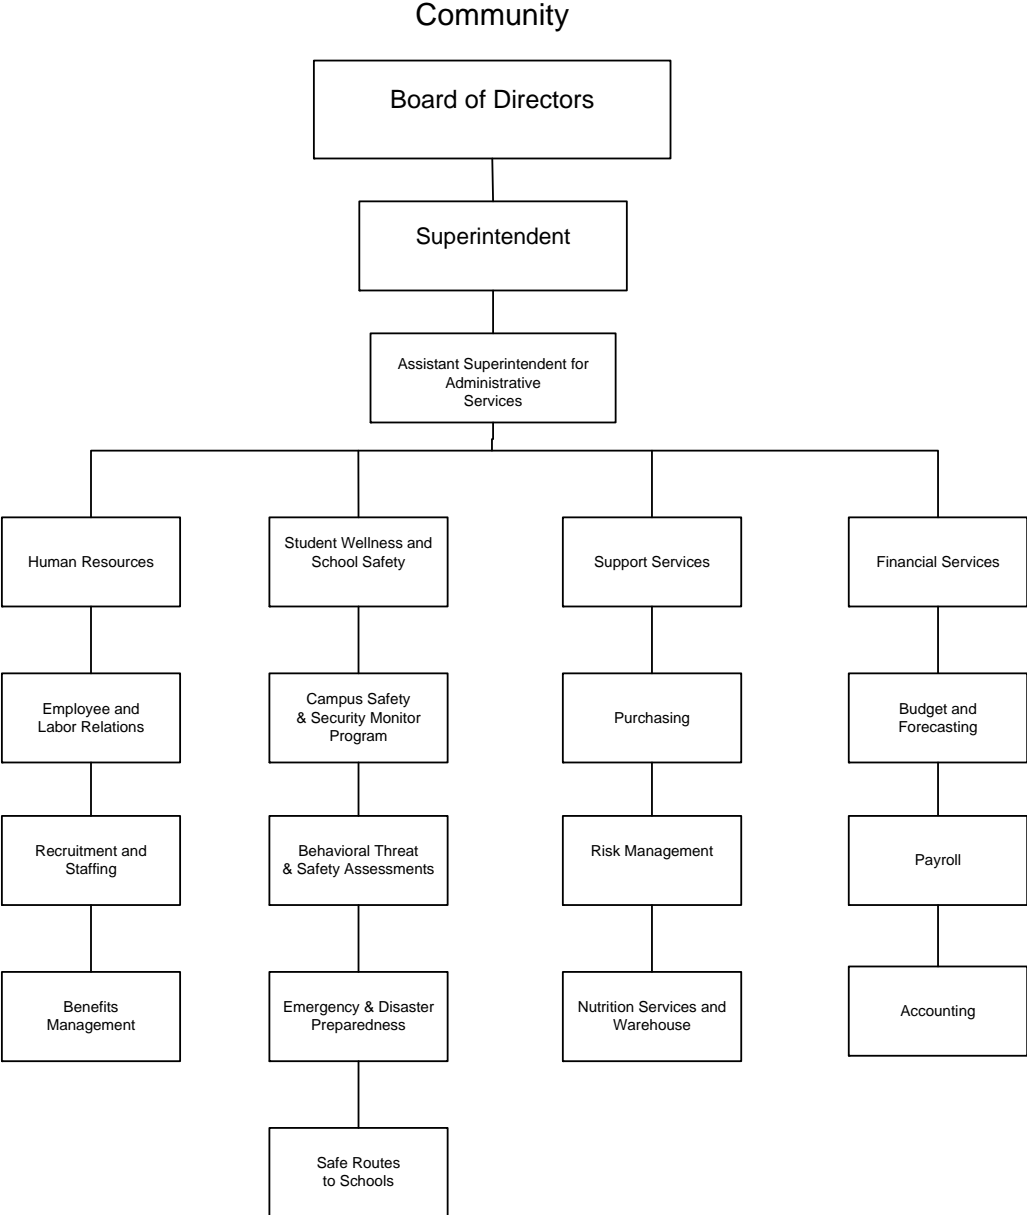 Community
Board of Directors
Superintendent
Assistant Superintendent for
Administrative
Services
Human Resources
Student Wellness and
School Safety
Support Services
Financial Services
Employee and
Labor Relations
Campus Safety
& Security Monitor
Program
Purchasing
Budget and
Forecasting
Recruitment and
Staffing
Behavioral Threat
& Safety Assessments
Risk Management
Payroll
Benefits
Management
Emergency & Disaster
Preparedness
Nutrition Services and
Warehouse
Accounting
Safe Routes
to Schools